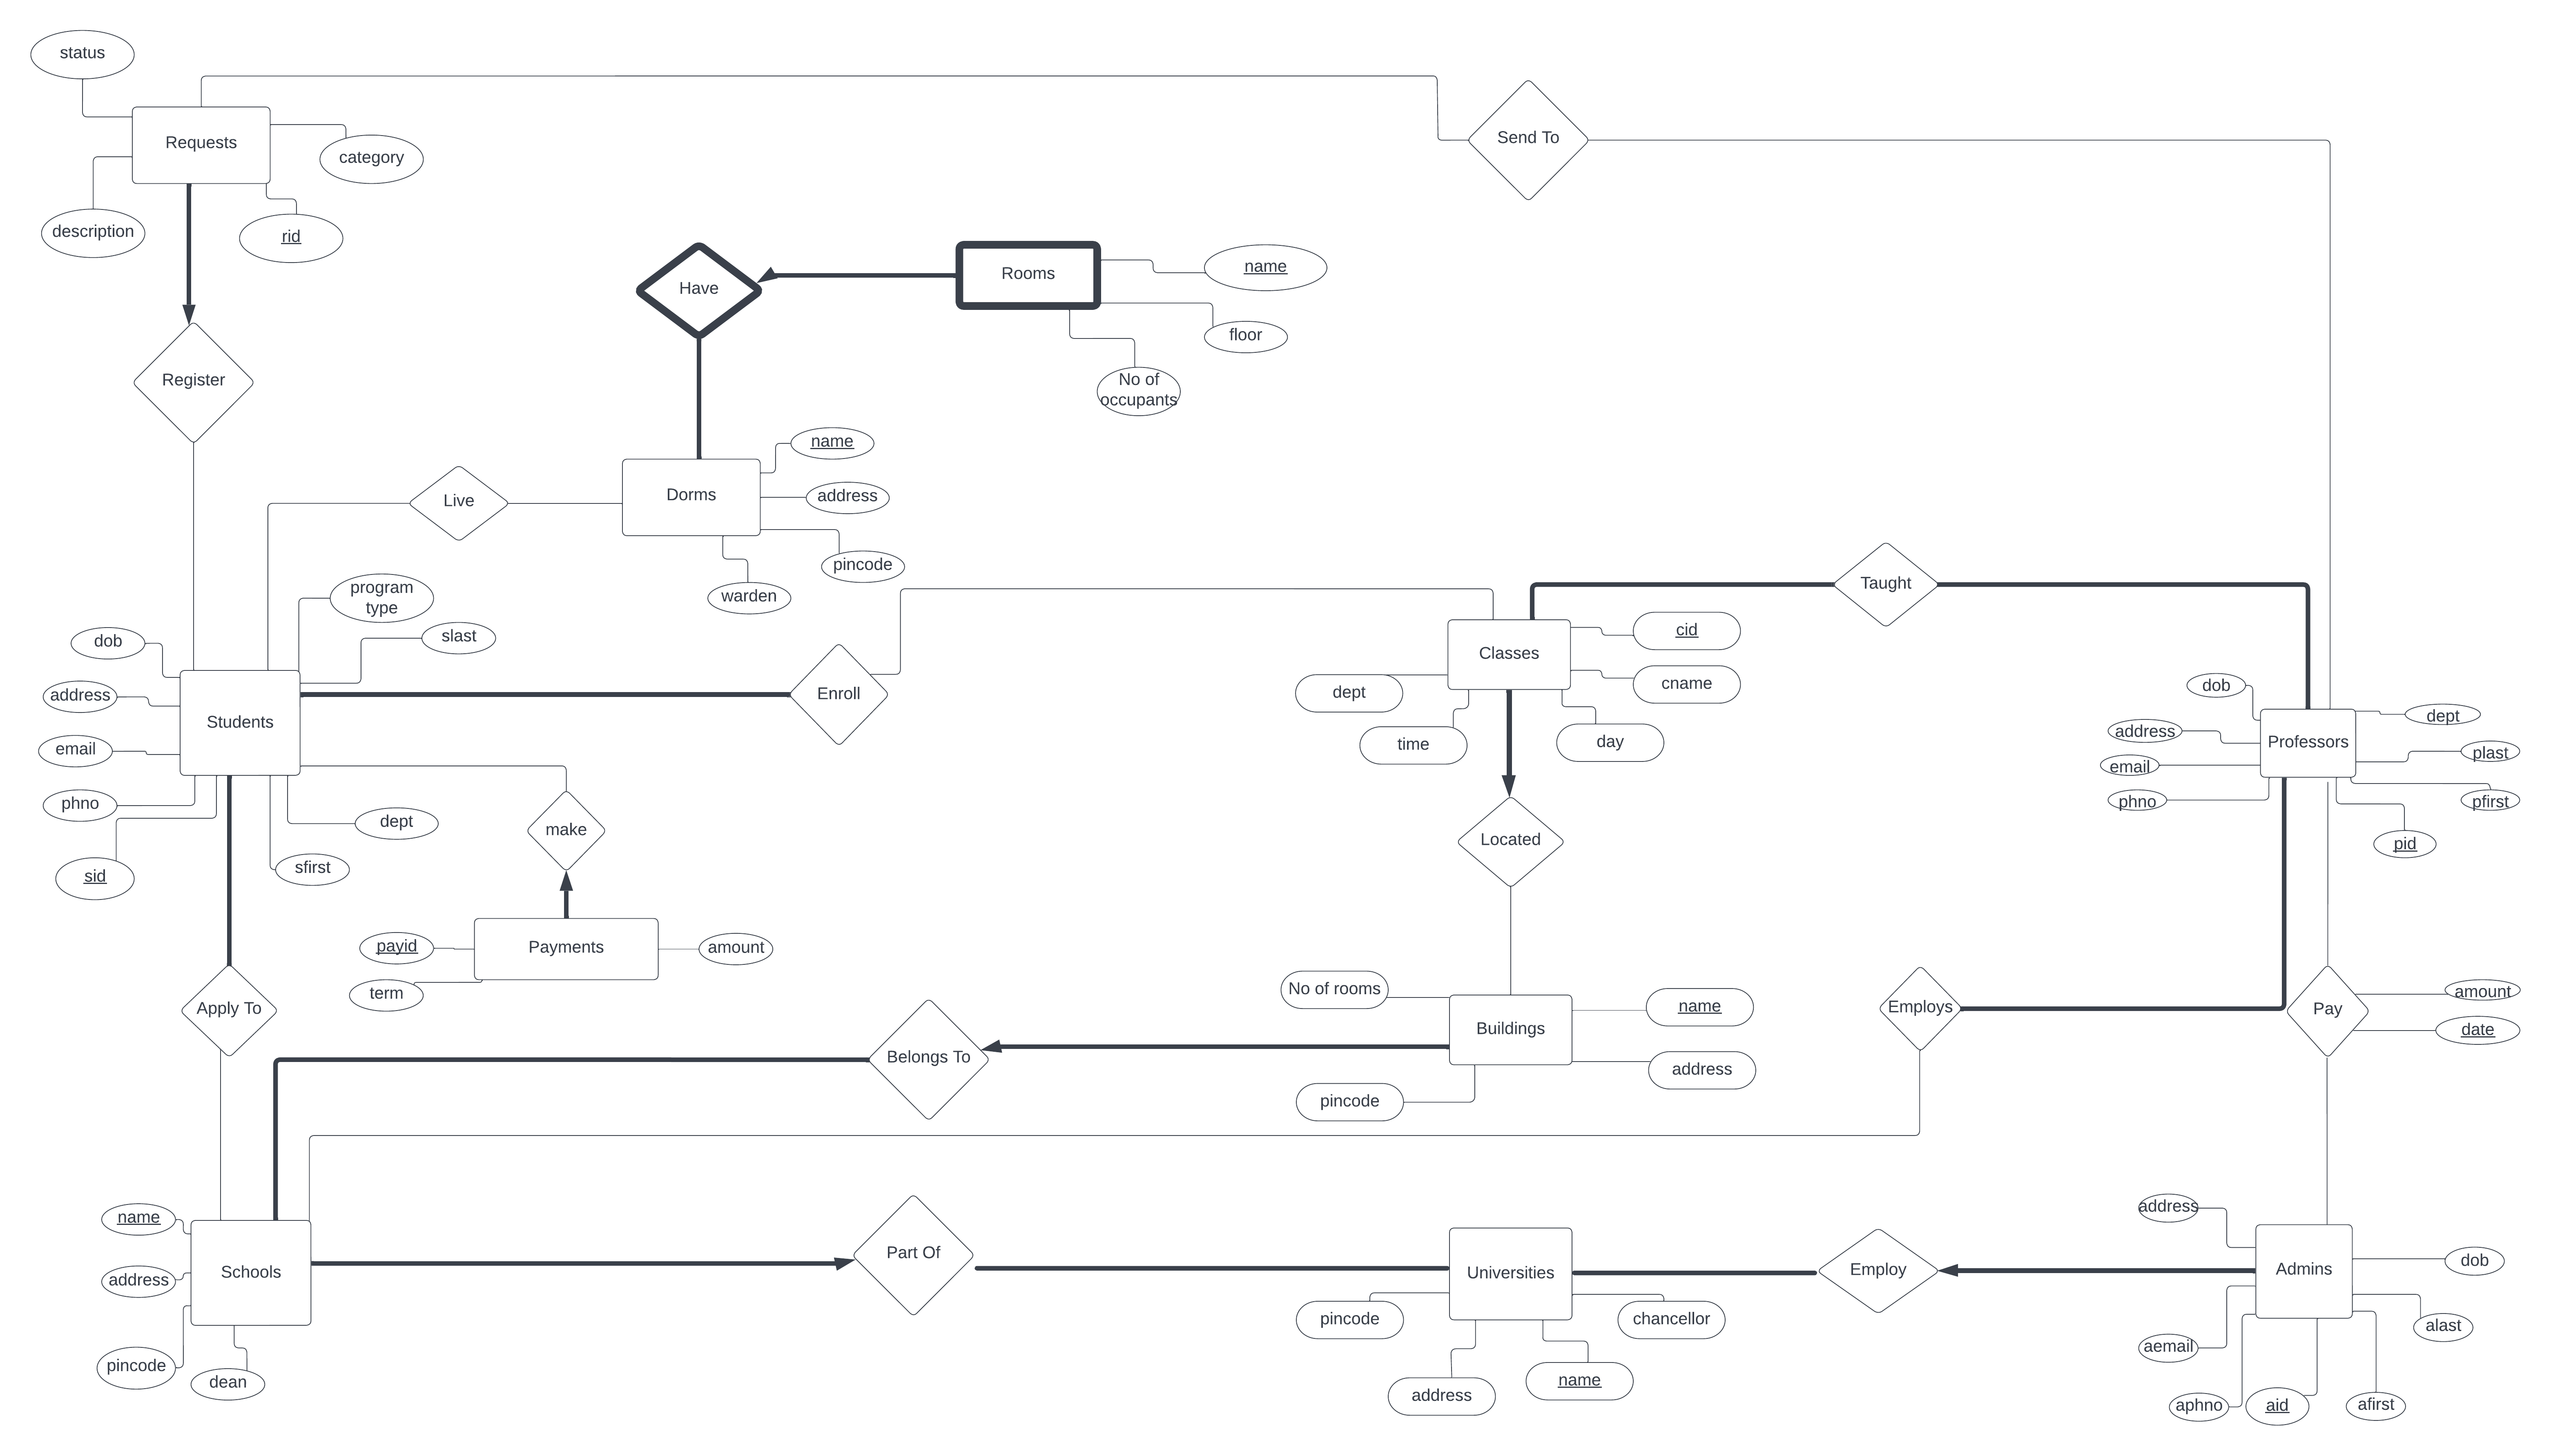 status
Requests
category
Send To
description
rid
Have
Rooms
name
floor
No of
occupants
Register
name
Live
Dorms
address
pincode
warden
program
type
slast
dob
address
Students
email
phno
sid
sfirst
dept
Enroll
make
Payments
payid
term
amount
Classes
cid
cname
dept
time
day
Taught
Located
dob
address
email
phno
Professors
dept
plast
pfirst
pid
Apply To
Belongs To
No of rooms
Buildings
name
address
pincode
Employs
Pay
amount
date
name
address
Schools
pincode
dean
Part Of
Universities
pincode
chancellor
address
name
Employ
address
Admins
dob
alast
aemail
aphno
aid
afirst